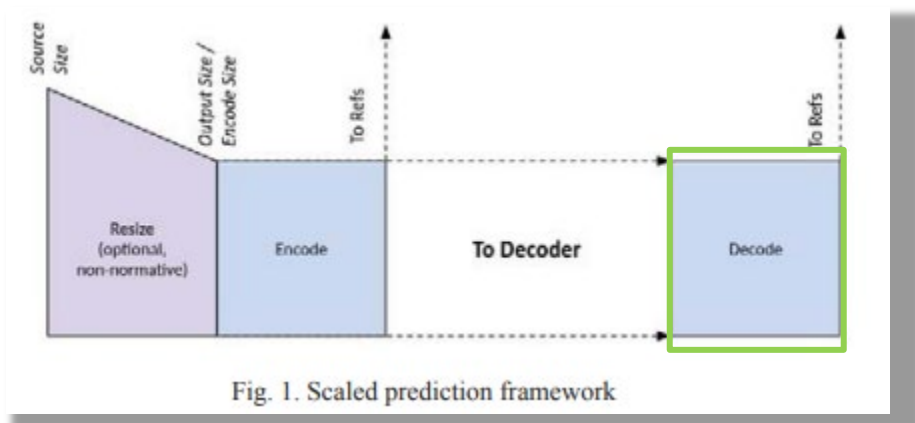 Source
Size
Output Size /
Encode Size
To Refs
To Refs
Resize
(optional,
non-normative)
Encode
To Decoder
Decode
Fig. 1. Scaled prediction framework